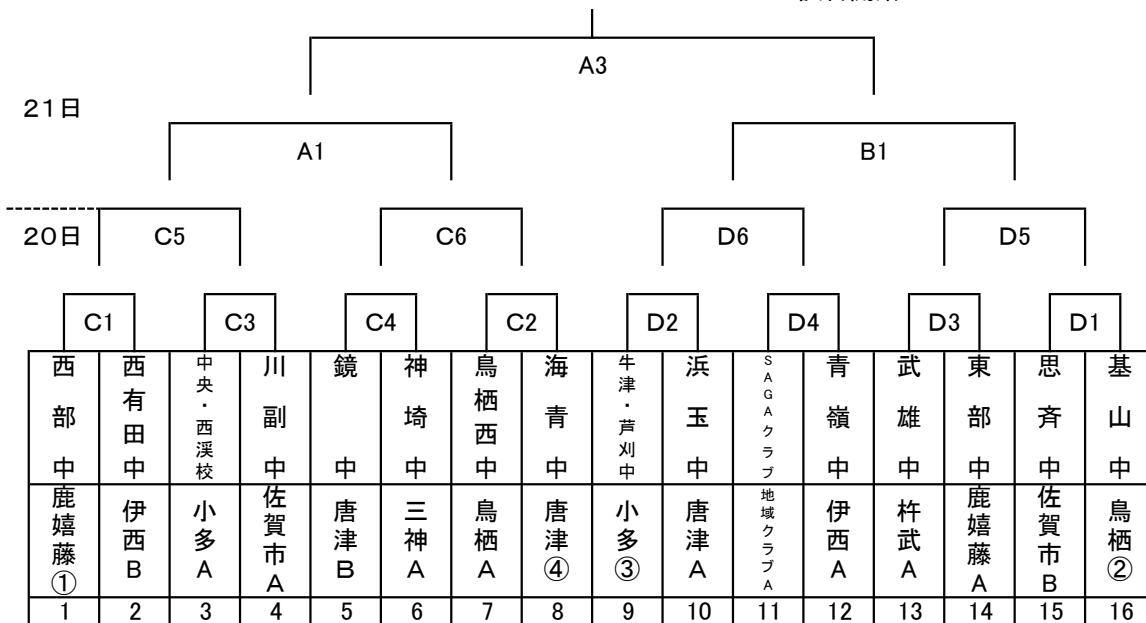 A3
21日
A1 B1
20日 C5 C6 D6 D5
C1 C3 C4 C2 D2 D4 D3 D1
西部中 西有田中 中央・西渓校 川副中 鏡中 神埼中 鳥栖西中 海青中 牛津・芦刈中 浜玉中 SAGAクラブ 青嶺中 武雄中 東部中 思斉中 基山中
鹿嬉藤① 伊西B 小多A 佐賀市A 唐津B 三神A 鳥栖A 唐津④ 小多③ 唐津A 地域クラブA 伊西A 杵武A 鹿嬉藤A 佐賀市B 鳥栖②
1 2 3 4 5 6 7 8 9 10 11 12 13 14 15 16